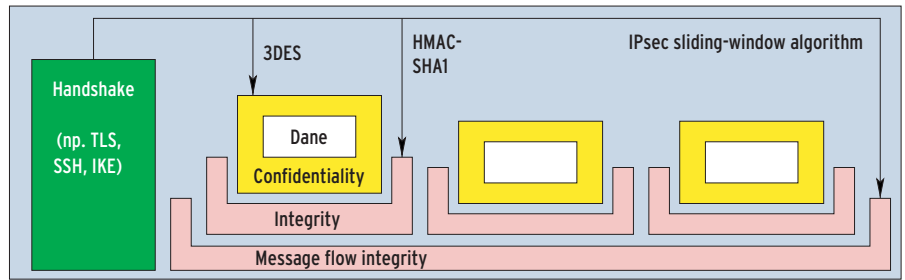 3DES
HMAC-
SHA1
IPsec sliding-window algorithm
Handshake
(np. TLS,
SSH, IKE)
Dane
Confidentiality
Integrity
Message flow integrity